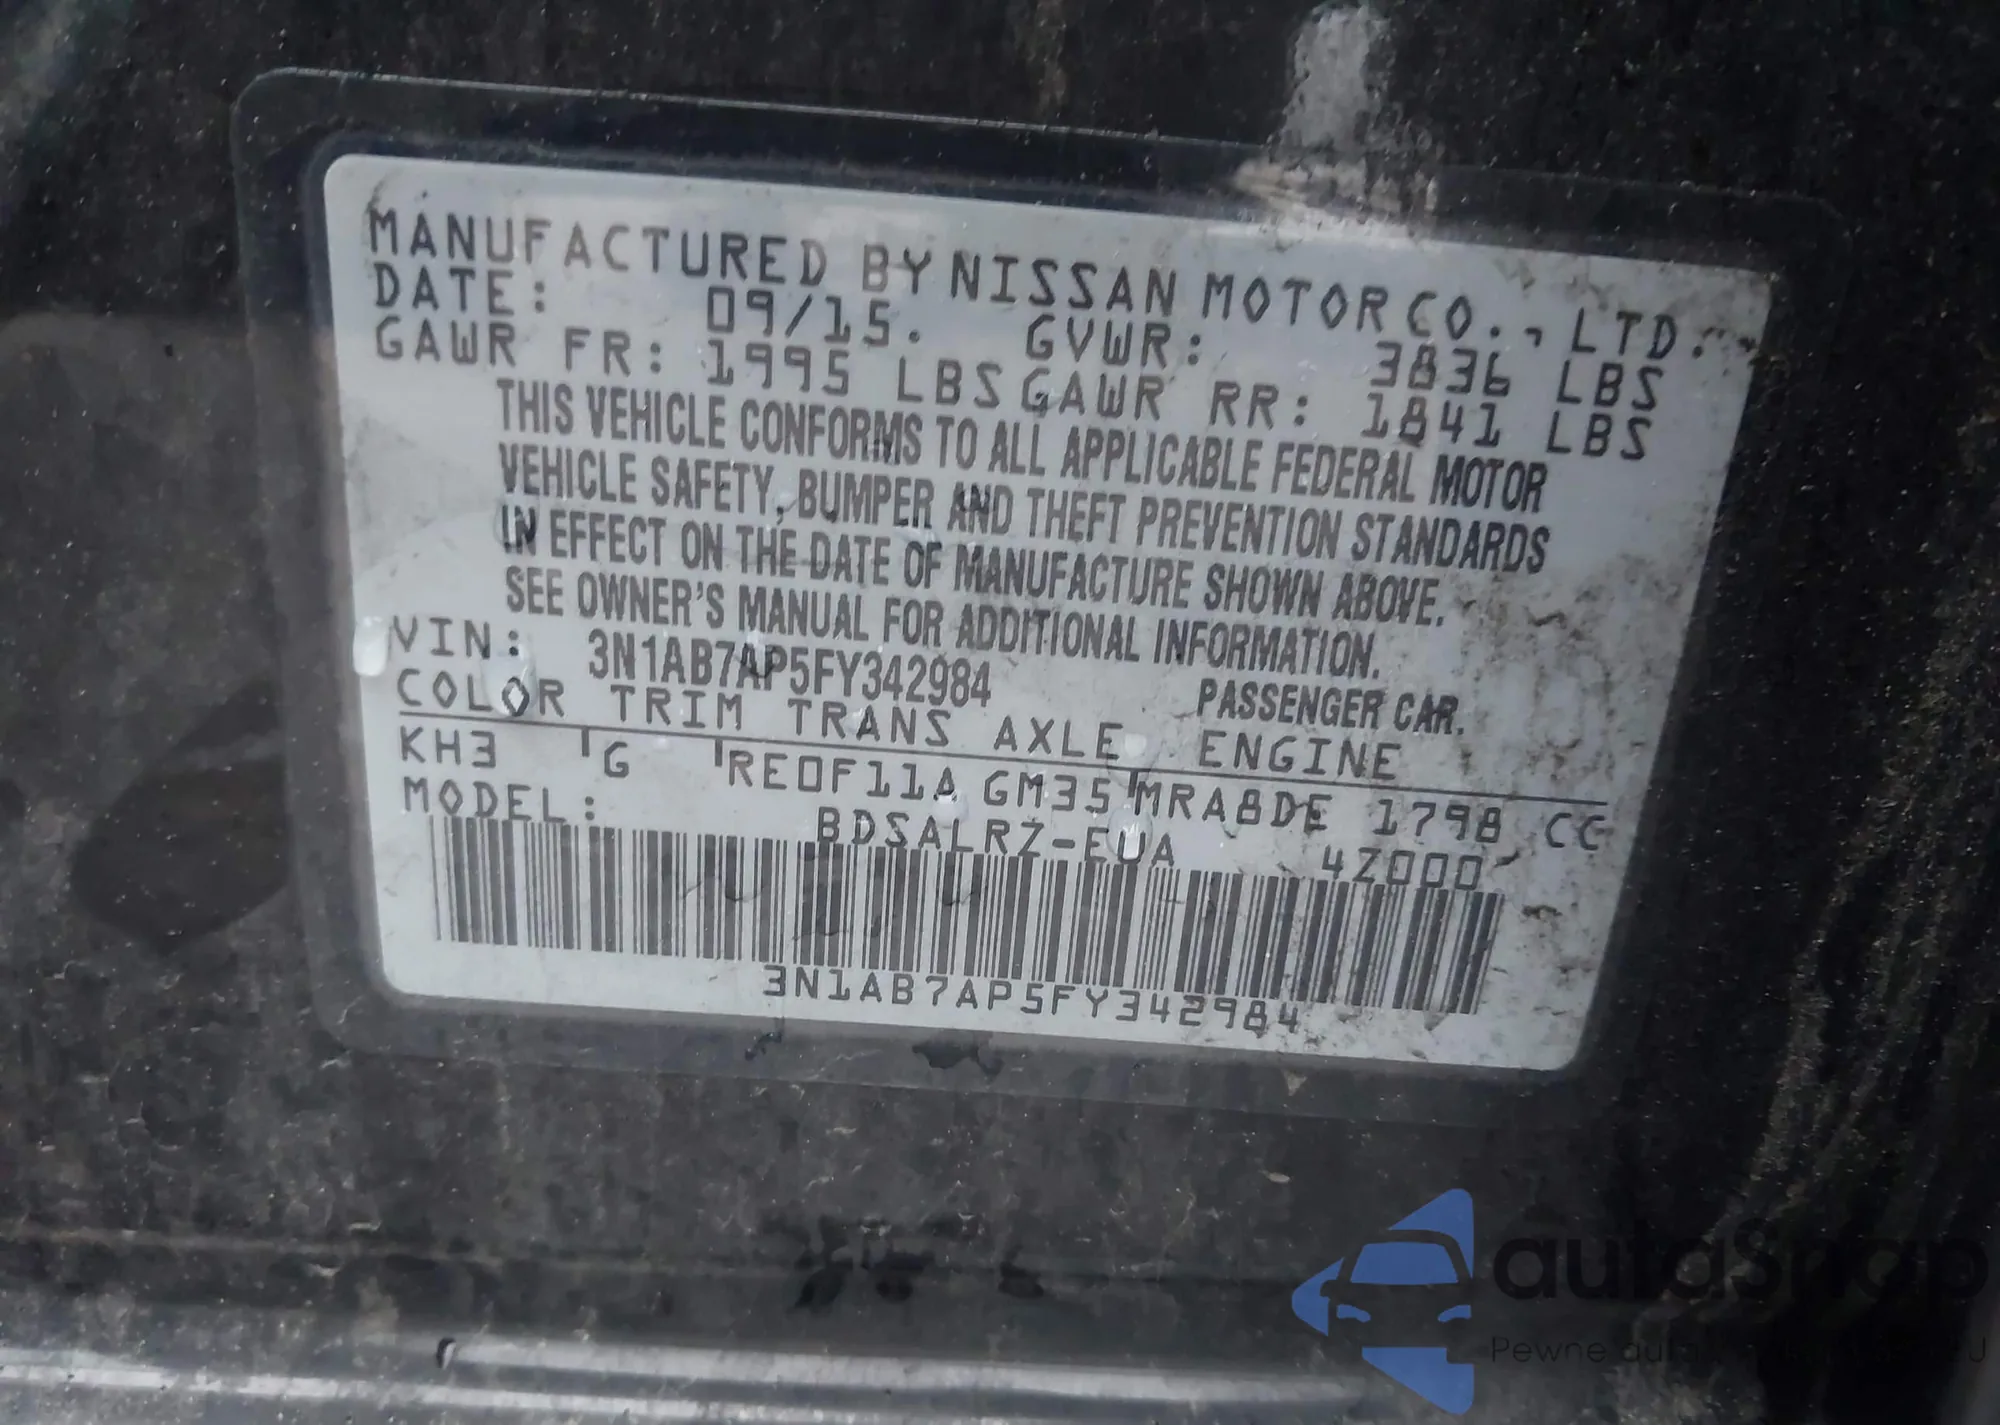 MANUFACTURED BY NISSAN MOTOR CO., LTD.
DATE: 09/15. GVWR: 3836 LBS
GAWR FR: 1995 LBS GAWR RR: 1841 LBS
THIS VEHICLE CONFORMS TO ALL APPLICABLE FEDERAL MOTOR
VEHICLE SAFETY, BUMPER AND THEFT PREVENTION STANDARDS
IN EFFECT ON THE DATE OF MANUFACTURE SHOWN ABOVE.
SEE OWNER'S MANUAL FOR ADDITIONAL INFORMATION.
VIN: 3N1AB7AP5FY342984 PASSENGER CAR.
COLOR TRIM TRANS AXLE ENGINE
KH3 G RE0F11A GM35 MRA8DE 1798 CC
MODEL: BDSALRZ-EUA 4Z000
3N1AB7AP5FY342984
autoSnap
Pewne